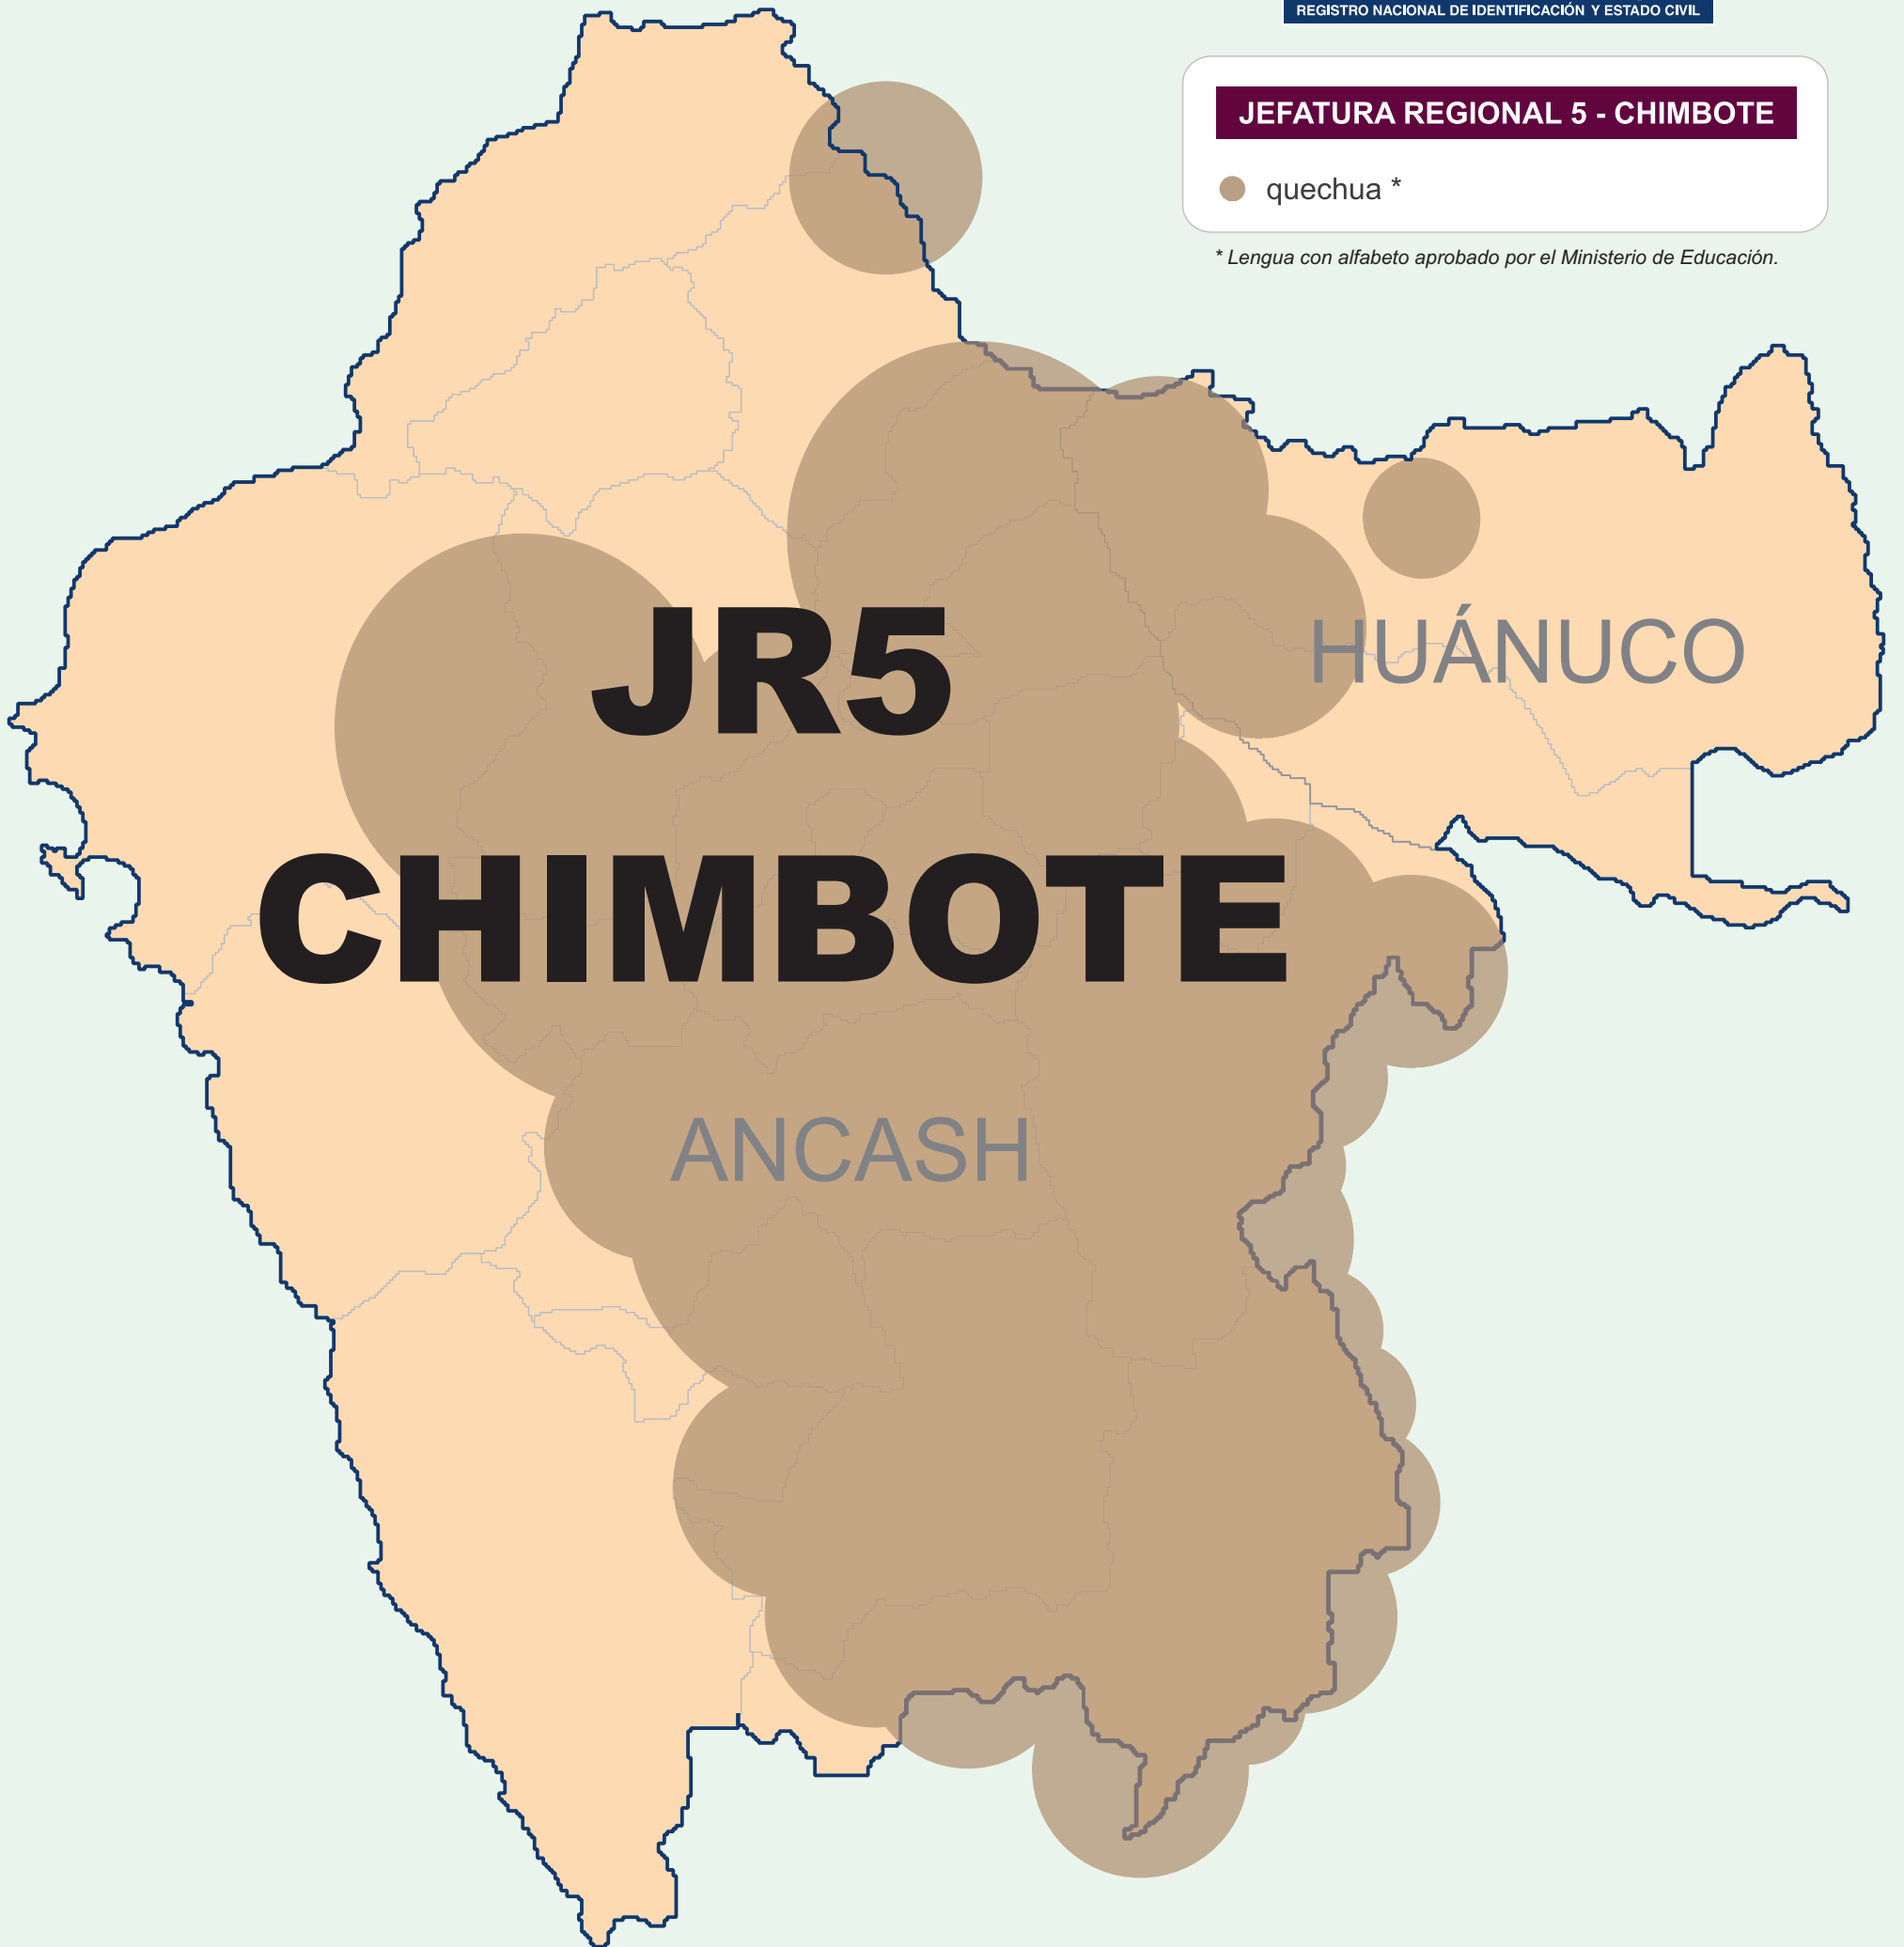 REGISTRO NACIONAL DE IDENTIFICACIÓN Y ESTADO CIVIL
JEFATURA REGIONAL 5 - CHIMBOTE
quechua *
* Lengua con alfabeto aprobado por el Ministerio de Educación.
JR5
HUÁNUCO
CHIMBOTE
ANCASH